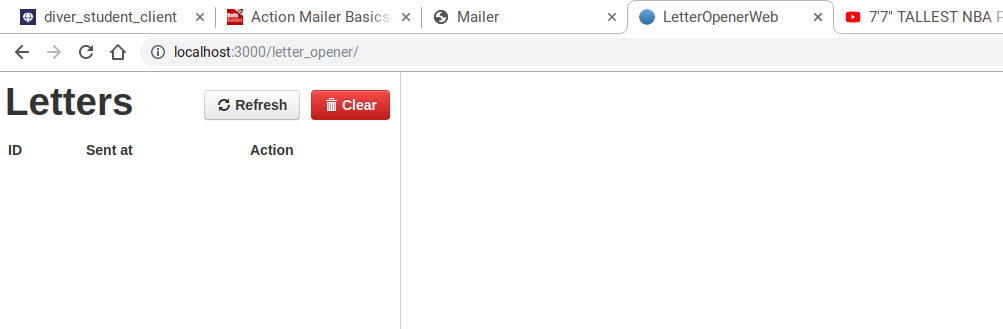 diver_student_client
Action Mailer Basics
Mailer
LetterOpenerWeb
7'7" TALLEST NBA P
localhost:3000/letter_opener/
Letters
Refresh
Clear
ID
Sent at
Action